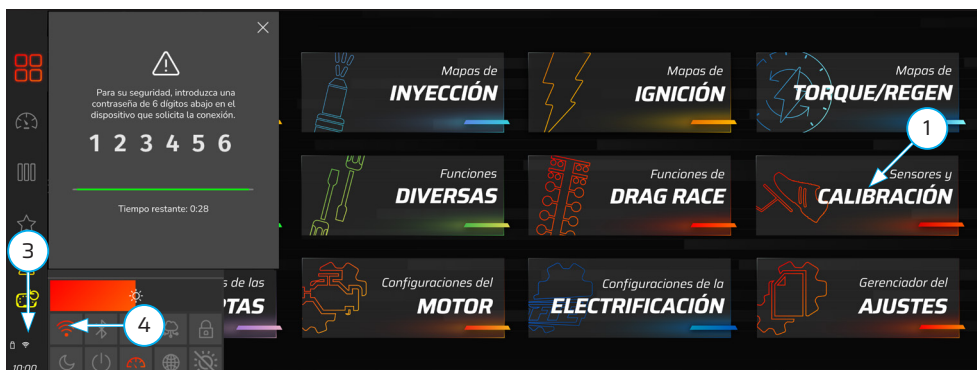 Para su seguridad, introduzca una
contraseña de 6 dígitos abajo en el
dispositivo que solicita la conexión.
1 2 3 4 5 6
Tiempo restante: 0:28
Mapas de
INYECCIÓN
Mapas de
IGNICIÓN
Mapas de
TORQUE/REGEN
1
Funciones
DIVERSAS
Funciones de
DRAG RACE
Sensores y
CALIBRACIÓN
3
s de las
TAS
Configuraciones del
MOTOR
Configuraciones de la
ELECTRIFICACIÓN
Gerenciador del
AJUSTES
4
10:00